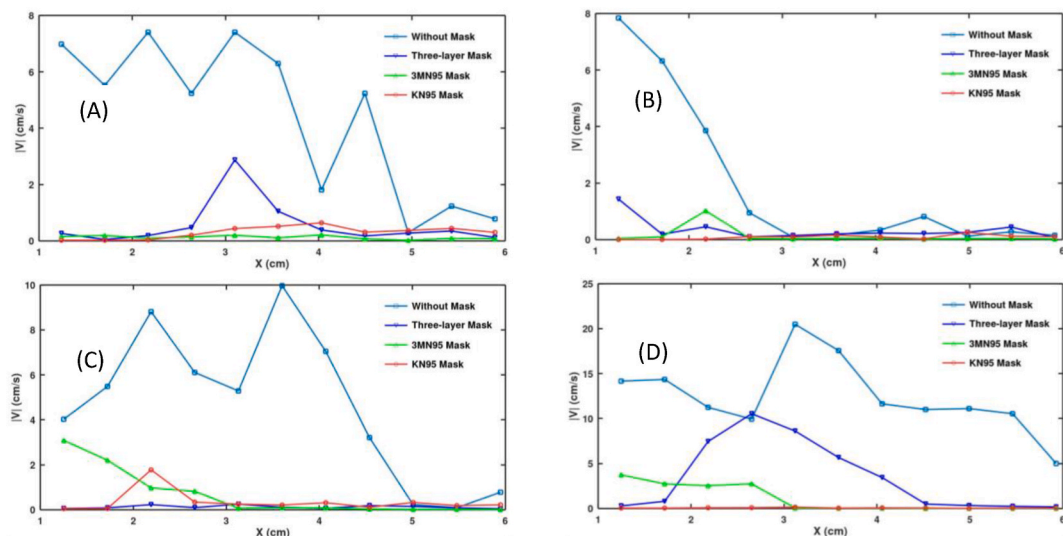 8
6
4
2
0
1 2 3 4 5 6
|V| (cm/s)
X (cm)
(A)
Without Mask
Three-layer Mask
3MN95 Mask
KN95 Mask
8
6
4
2
0
1 2 3 4 5 6
|V| (cm/s)
X (cm)
(B)
Without Mask
Three-layer Mask
3MN95 Mask
KN95 Mask
10
8
6
4
2
0
1 2 3 4 5 6
|V| (cm/s)
X (cm)
(C)
Without Mask
Three-layer Mask
3MN95 Mask
KN95 Mask
25
20
15
10
5
0
1 2 3 4 5 6
|V| (cm/s)
X (cm)
(D)
Without Mask
Three-layer Mask
3MN95 Mask
KN95 Mask